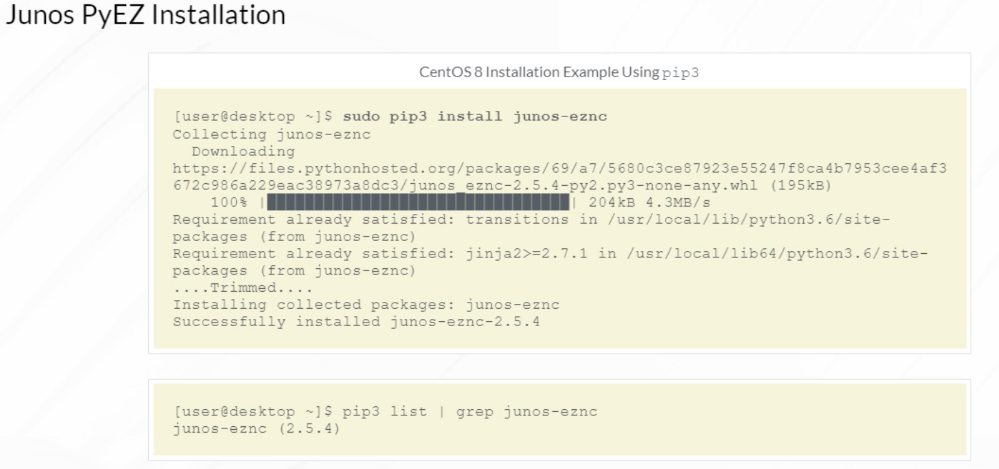 Junos PyEZ Installation
CentOS 8 Installation Example Using pip3
[user@desktop ~]$ sudo pip3 install junos-eznc
Collecting junos-eznc
  Downloading
https://files.pythonhosted.org/packages/69/a7/5680c3ce87923e55247f8ca4b7953cee4af3
672c986a229eac38973a8dc3/junos_eznc-2.5.4-py2.py3-none-any.whl (195kB)
    100% |████████████████████████████████| 204kB 4.3MB/s
Requirement already satisfied: transitions in /usr/local/lib/python3.6/site-
packages (from junos-eznc)
Requirement already satisfied: jinja2>=2.7.1 in /usr/local/lib64/python3.6/site-
packages (from junos-eznc)
....Trimmed....
Installing collected packages: junos-eznc
Successfully installed junos-eznc-2.5.4
[user@desktop ~]$ pip3 list | grep junos-eznc
junos-eznc (2.5.4)